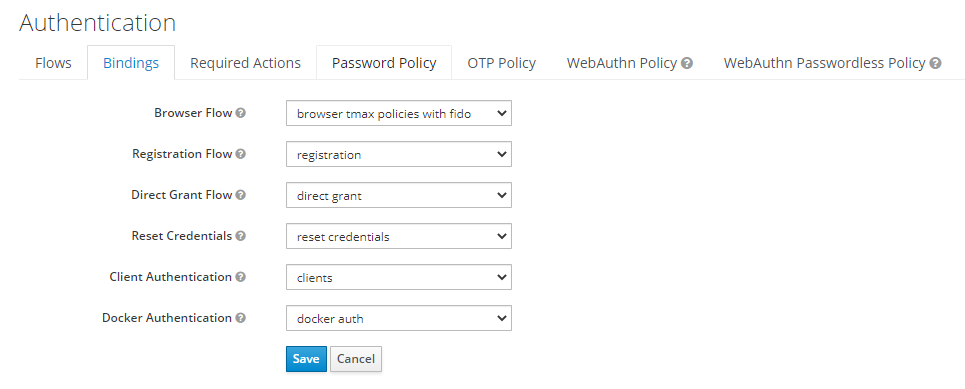 Authentication
Flows Bindings Required Actions Password Policy OTP Policy WebAuthn Policy WebAuthn Passwordless Policy
Browser Flow browser tmax policies with fido
Registration Flow registration
Direct Grant Flow direct grant
Reset Credentials reset credentials
Client Authentication clients
Docker Authentication docker auth
Save Cancel